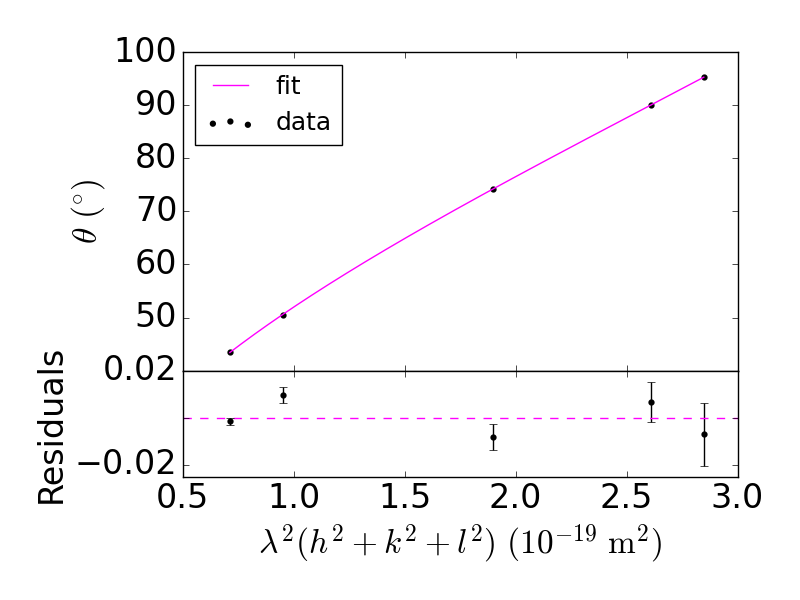 100
90
80
70
60
50
θ (°)
fit
data
0.02
−0.02
Residuals
0.5 1.0 1.5 2.0 2.5 3.0
λ²(h² + k² + l²) (10⁻¹⁹ m²)